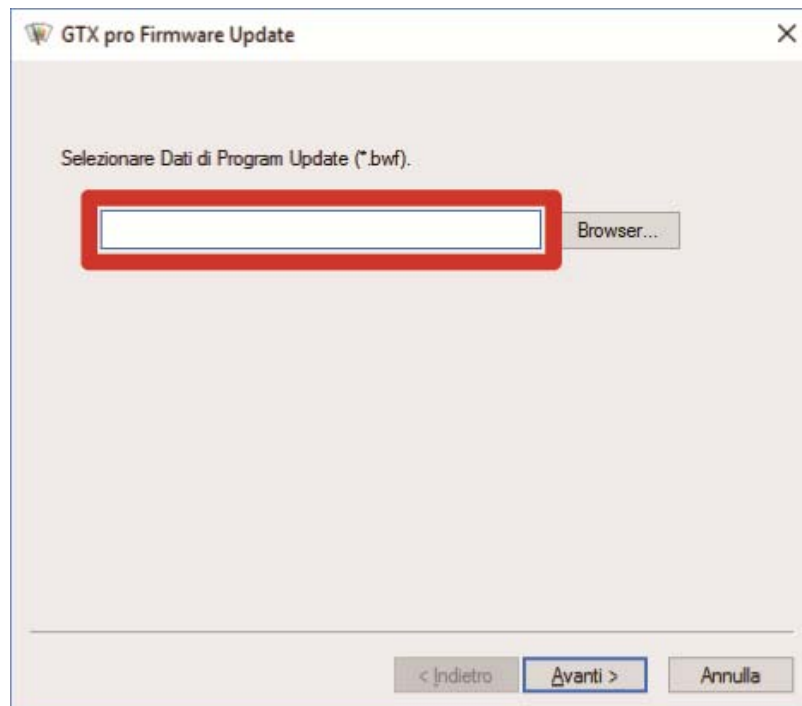 GTX pro Firmware Update
Selezionare Dati di Program Update (*.bwf).
Browser...
< Indietro
Avanti >
Annulla